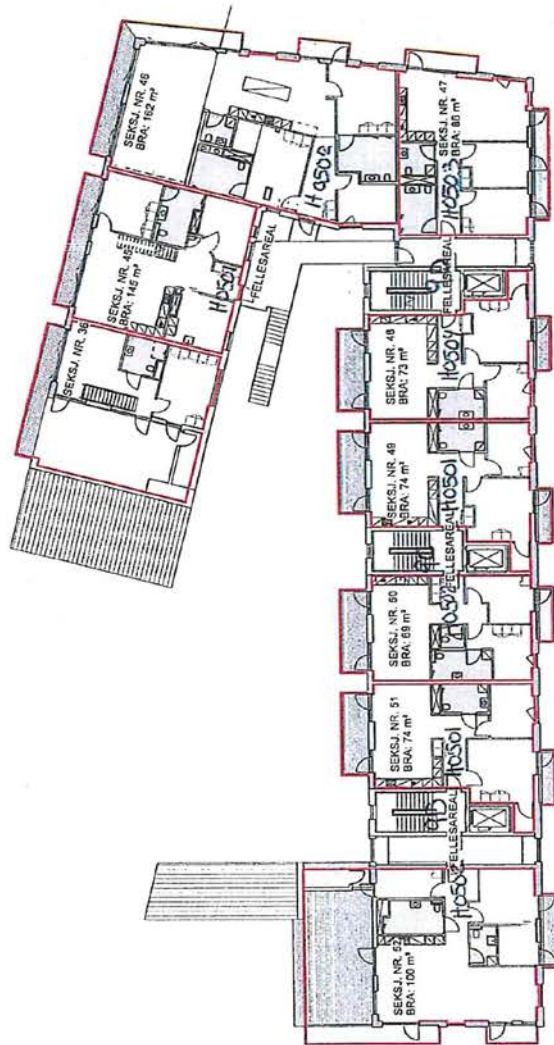 SEKSJ. NR. 46
BRA: 162 m²
H0502
SEKSJ. NR. 47
BRA: 86 m²
H0503
SEKSJ. NR. 45
BRA: 145 m²
H0501
FELLESAREAL
FELLESAREAL
SEKSJ. NR. 36
SEKSJ. NR. 48
BRA: 73 m²
H0504
SEKSJ. NR. 49
BRA: 74 m²
H0501
FELLESAREAL
SEKSJ. NR. 50
BRA: 69 m²
H0502
SEKSJ. NR. 51
BRA: 74 m²
H0501
FELLESAREAL
SEKSJ. NR. 52
BRA: 100 m²